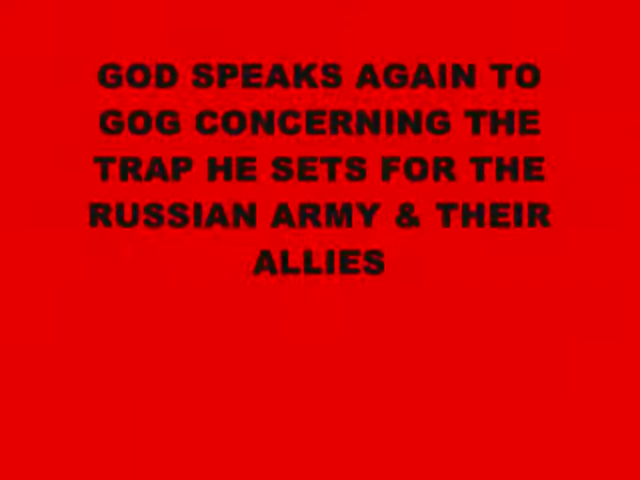 GOD SPEAKS AGAIN TO
GOG CONCERNING THE
TRAP HE SETS FOR THE
RUSSIAN ARMY & THEIR
ALLIES